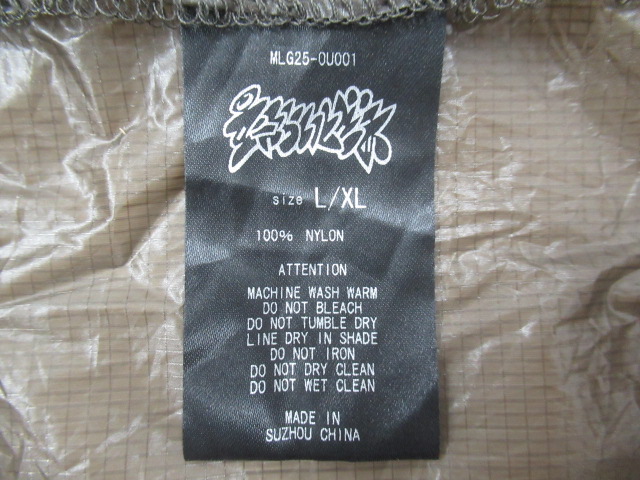 MLG25-0U001
size L/XL
100% NYLON
ATTENTION
MACHINE WASH WARM
DO NOT BLEACH
DO NOT TUMBLE DRY
LINE DRY IN SHADE
DO NOT IRON
DO NOT DRY CLEAN
DO NOT WET CLEAN
MADE IN
SUZHOU CHINA